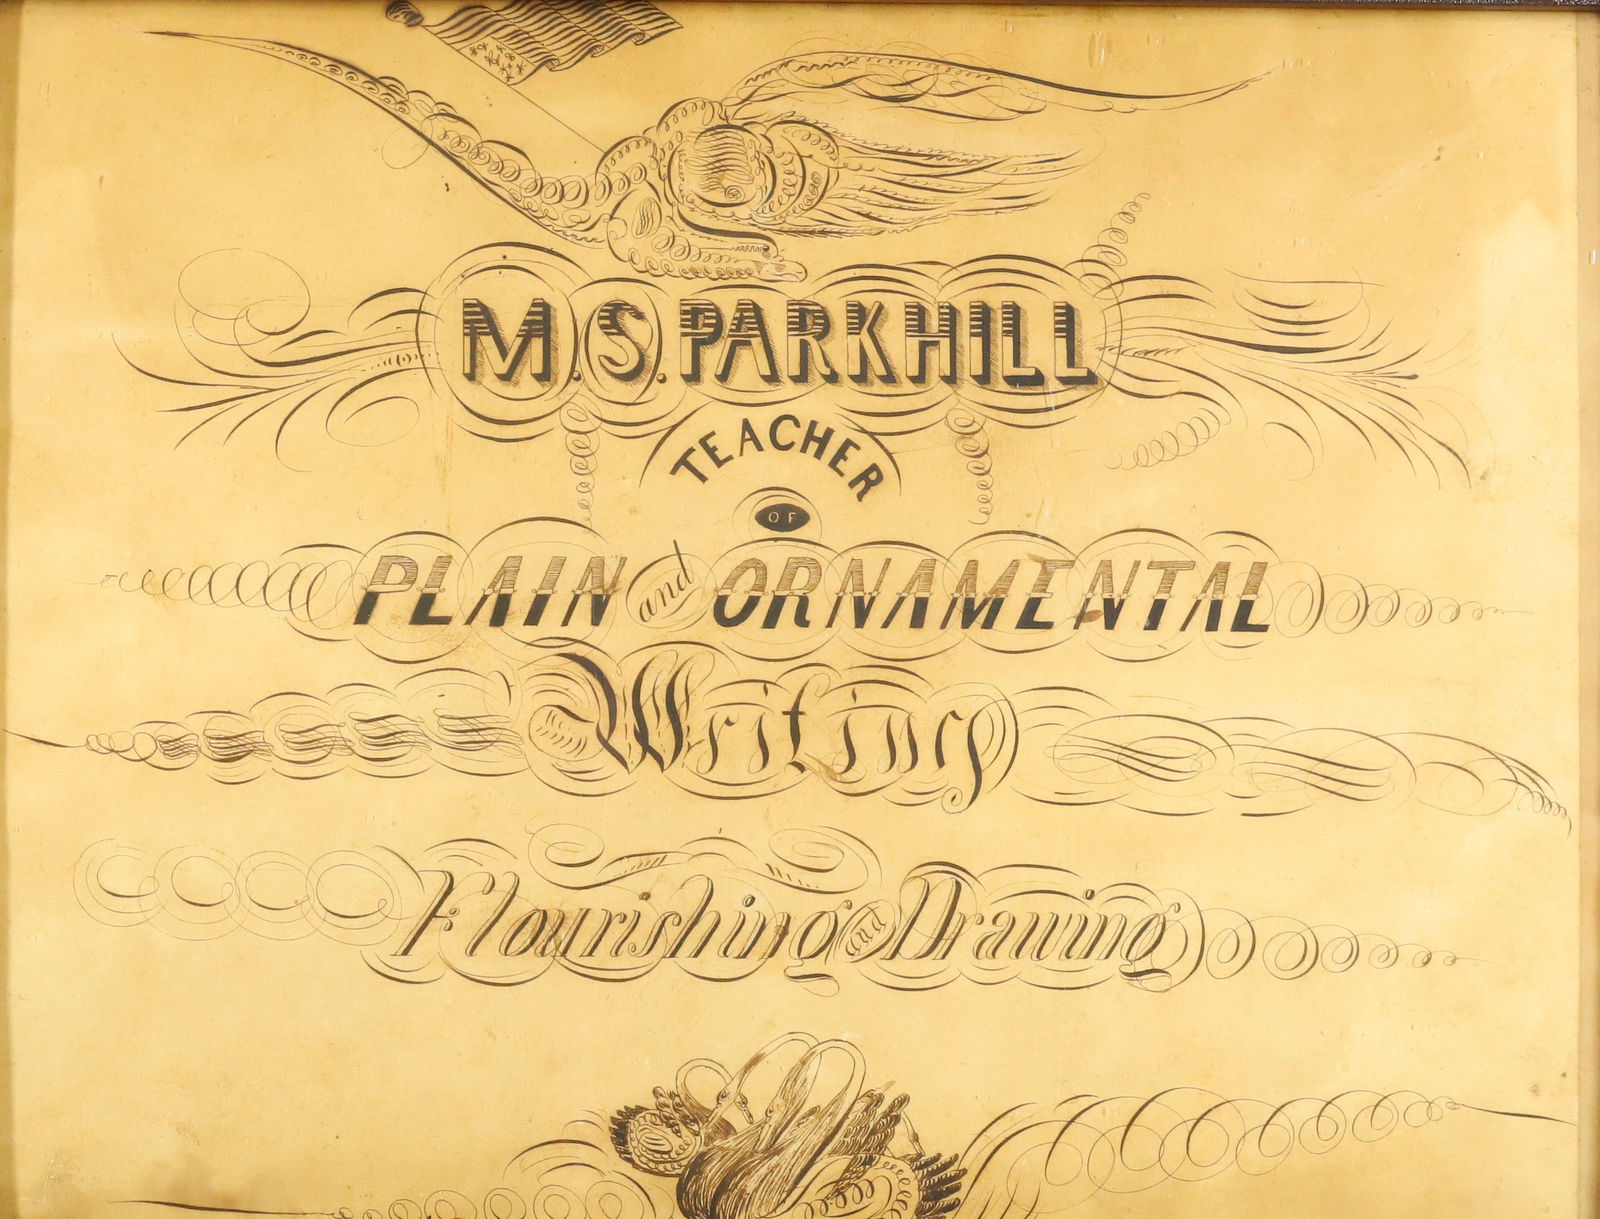 M. S. PARKHILL
TEACHER
OF
PLAIN and ORNAMENTAL
Writing
Flourishing and Drawing